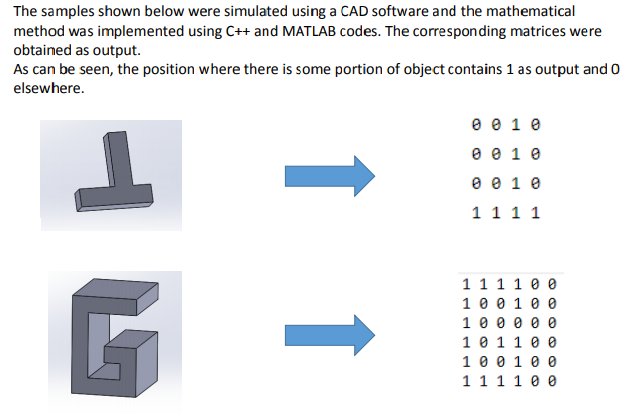 The samples shown below were simulated using a CAD software and the mathematical
method was implemented using C++ and MATLAB codes. The corresponding matrices were
obtained as output.
As can be seen, the position where there is some portion of object contains 1 as output and 0
elsewhere.
0 0 1 0
0 0 1 0
0 0 1 0
1 1 1 1
1 1 1 1 0 0
1 0 0 1 0 0
1 0 0 0 0 0
1 0 1 1 0 0
1 0 0 1 0 0
1 1 1 1 0 0